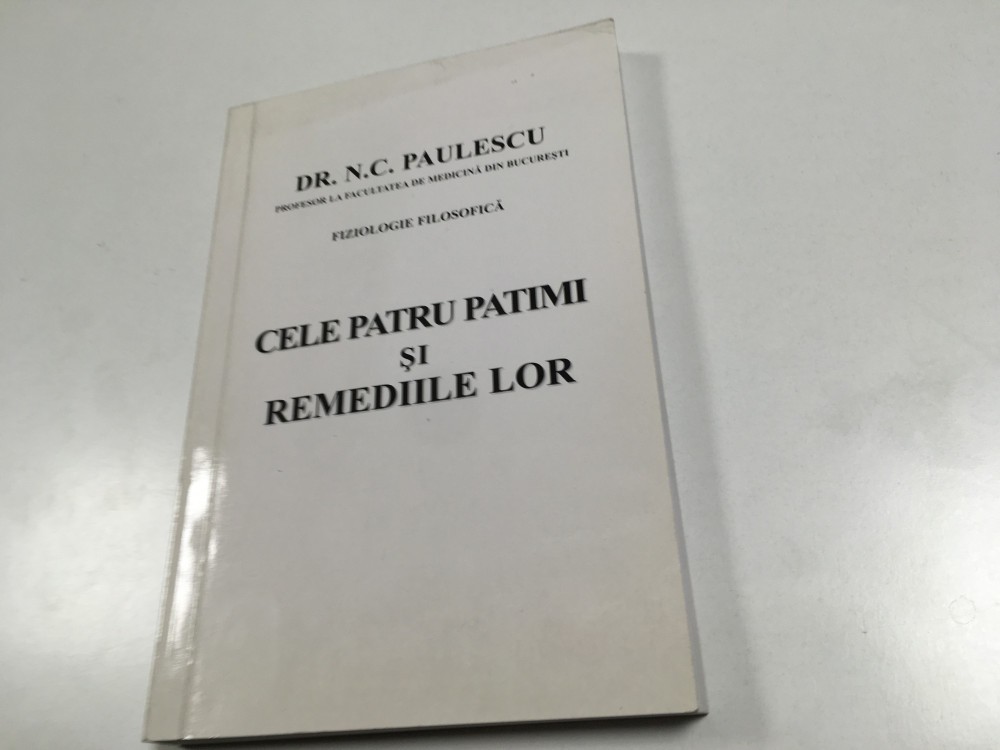 DR. N.C. PAULESCU
PROFESOR LA FACULTATEA DE MEDICINĂ DIN BUCUREȘTI
FIZIOLOGIE FILOSOFICĂ
CELE PATRU PATIMI
ȘI
REMEDIILE LOR